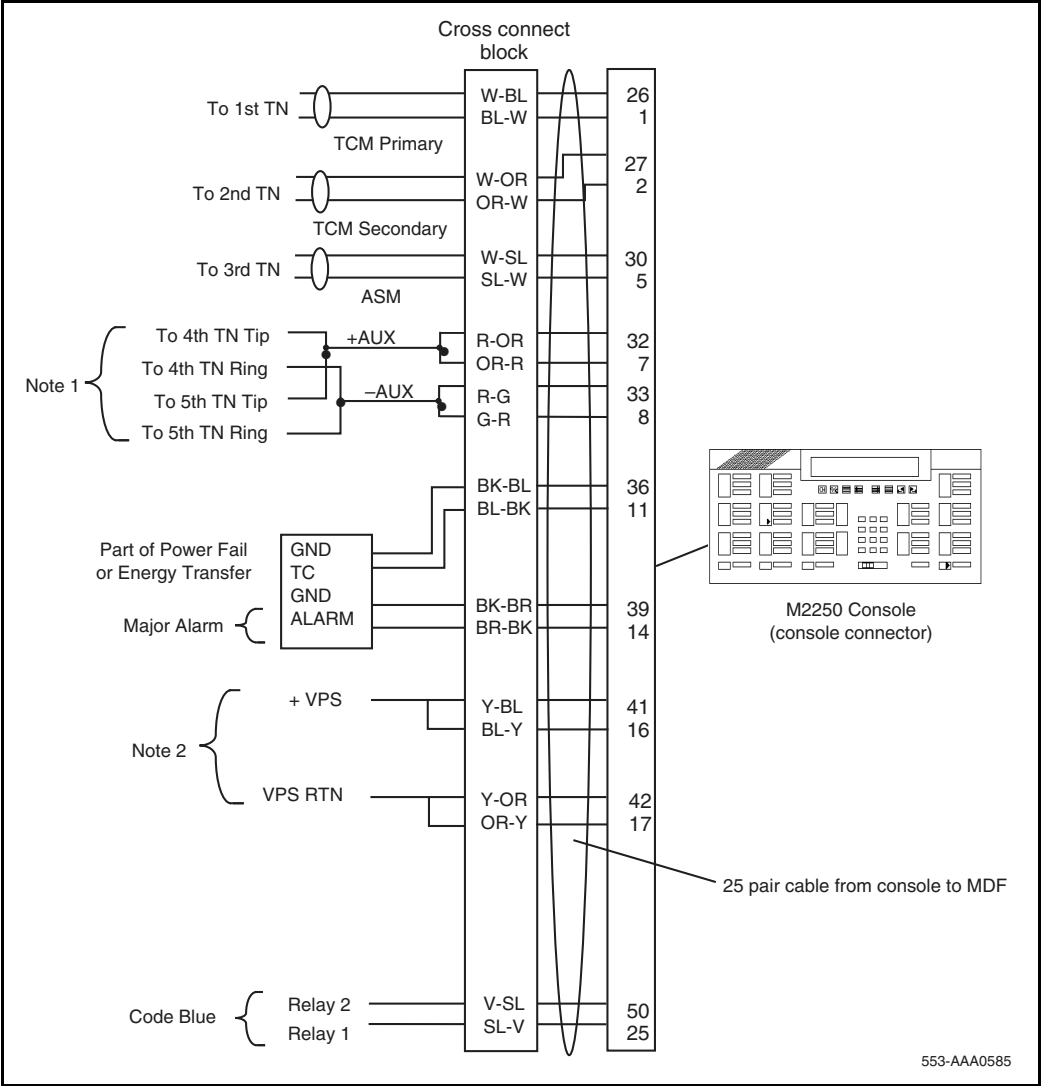 Cross connect
block
To 1st TN
W-BL
26
BL-W
1
TCM Primary
To 2nd TN
W-OR
27
OR-W
2
TCM Secondary
To 3rd TN
W-SL
30
SL-W
5
ASM
Note 1
To 4th TN Tip
+AUX
R-OR
32
To 4th TN Ring
OR-R
7
To 5th TN Tip
–AUX
R-G
33
To 5th TN Ring
G-R
8
BK-BL
36
BL-BK
11
Part of Power Fail
or Energy Transfer
GND
TC
GND
ALARM
Major Alarm
BK-BR
39
BR-BK
14
M2250 Console
(console connector)
Note 2
+ VPS
Y-BL
41
BL-Y
16
VPS RTN
Y-OR
42
OR-Y
17
25 pair cable from console to MDF
Code Blue
Relay 2
V-SL
50
Relay 1
SL-V
25
553-AAA0585